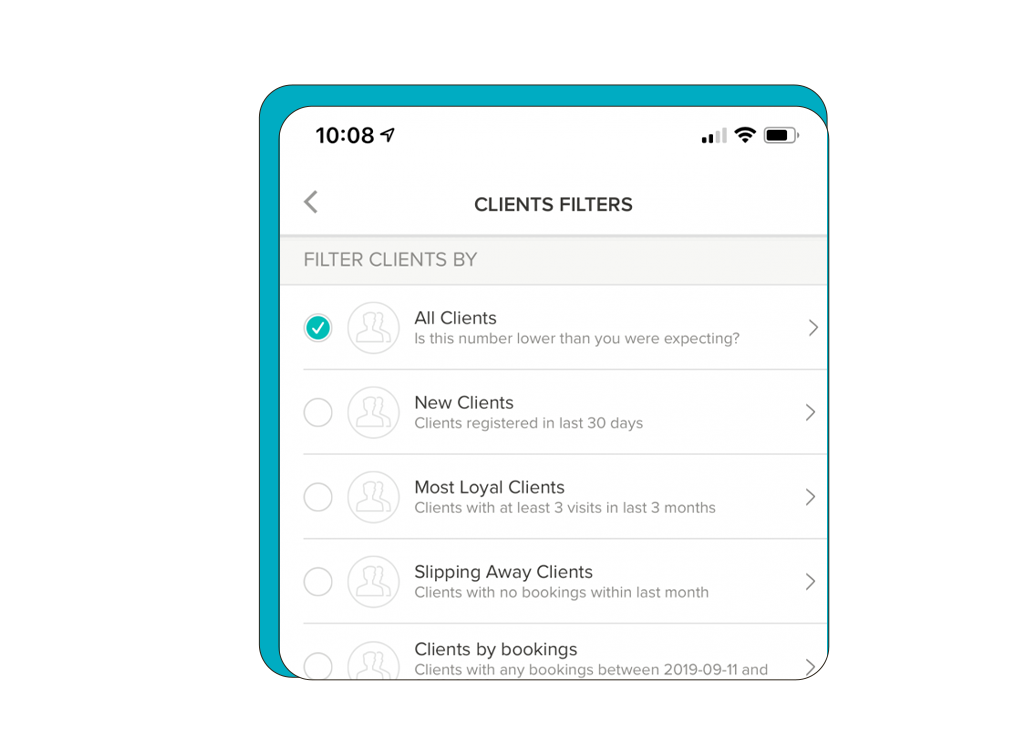 10:08
CLIENTS FILTERS
FILTER CLIENTS BY
All Clients
Is this number lower than you were expecting?
New Clients
Clients registered in last 30 days
Most Loyal Clients
Clients with at least 3 visits in last 3 months
Slipping Away Clients
Clients with no bookings within last month
Clients by bookings
Clients with any bookings between 2019-09-11 and